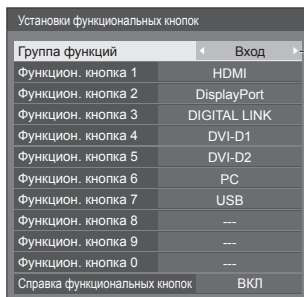 Установки функциональных кнопок
Группа функций Вход
Функцион. кнопка 1 HDMI
Функцион. кнопка 2 DisplayPort
Функцион. кнопка 3 DIGITAL LINK
Функцион. кнопка 4 DVI-D1
Функцион. кнопка 5 DVI-D2
Функцион. кнопка 6 PC
Функцион. кнопка 7 USB
Функцион. кнопка 8 ---
Функцион. кнопка 9 ---
Функцион. кнопка 0 ---
Справка функциональных кнопок ВКЛ